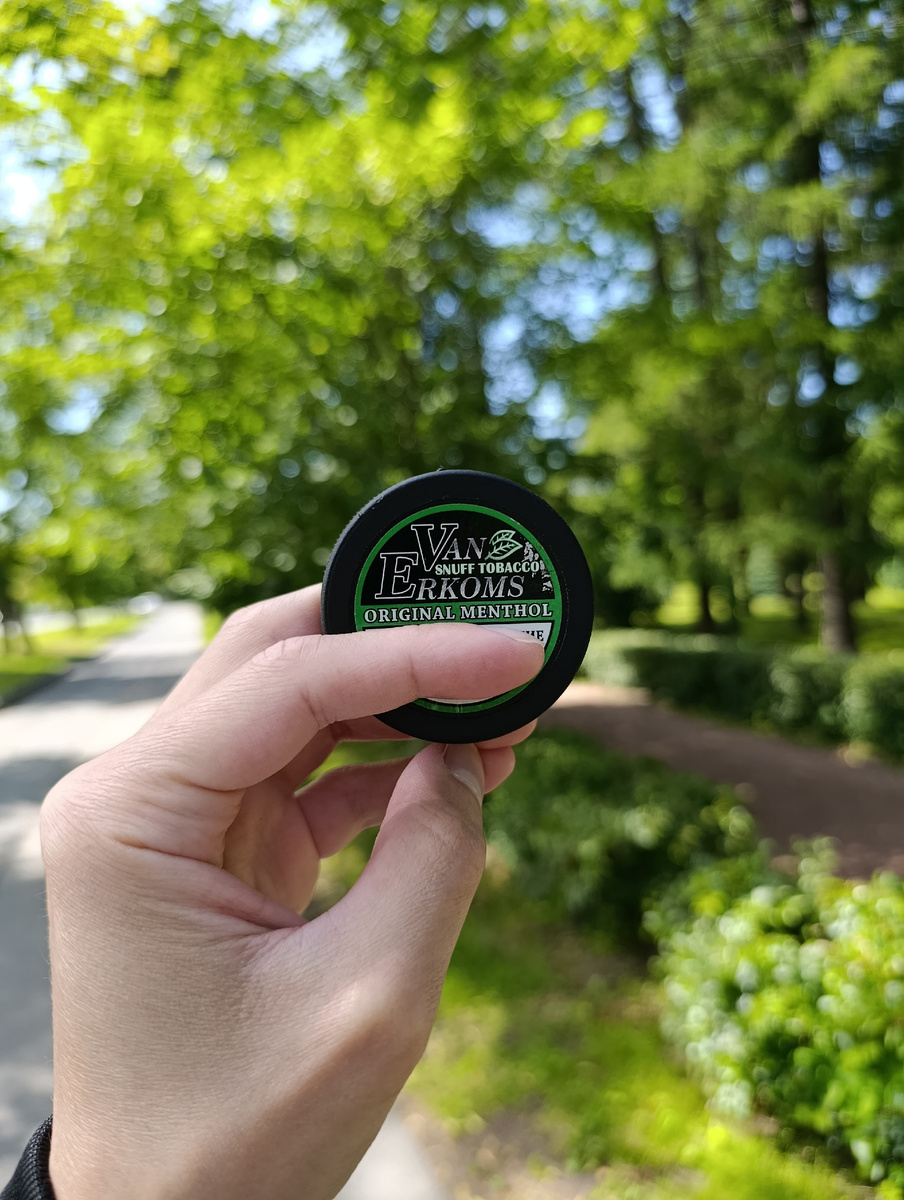 VAN
SNUFF TOBACCO
ERKOMS
ORIGINAL MENTHOL